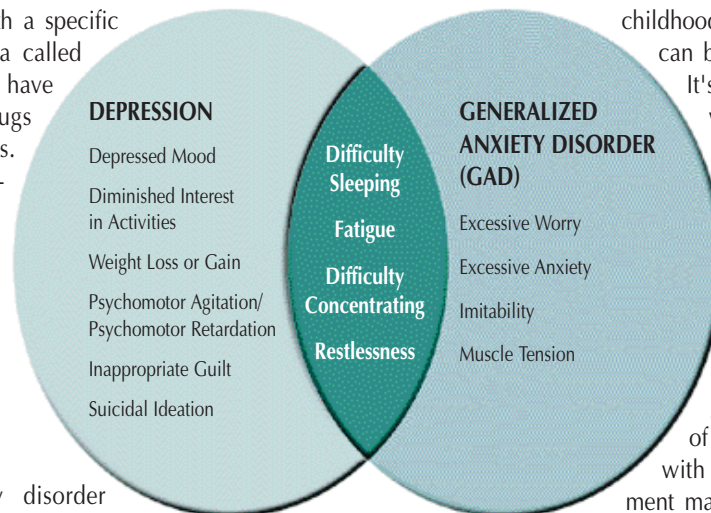 h a specific
a called
have
ugs
s.
-
y disorder
DEPRESSION
Depressed Mood
Diminished Interest
in Activities
Weight Loss or Gain
Psychomotor Agitation/
Psychomotor Retardation
Inappropriate Guilt
Suicidal Ideation
Difficulty
Sleeping
Fatigue
Difficulty
Concentrating
Restlessness
GENERALIZED
ANXIETY DISORDER
(GAD)
Excessive Worry
Excessive Anxiety
Imitability
Muscle Tension
childhood
can b
It's
of
with
ment ma